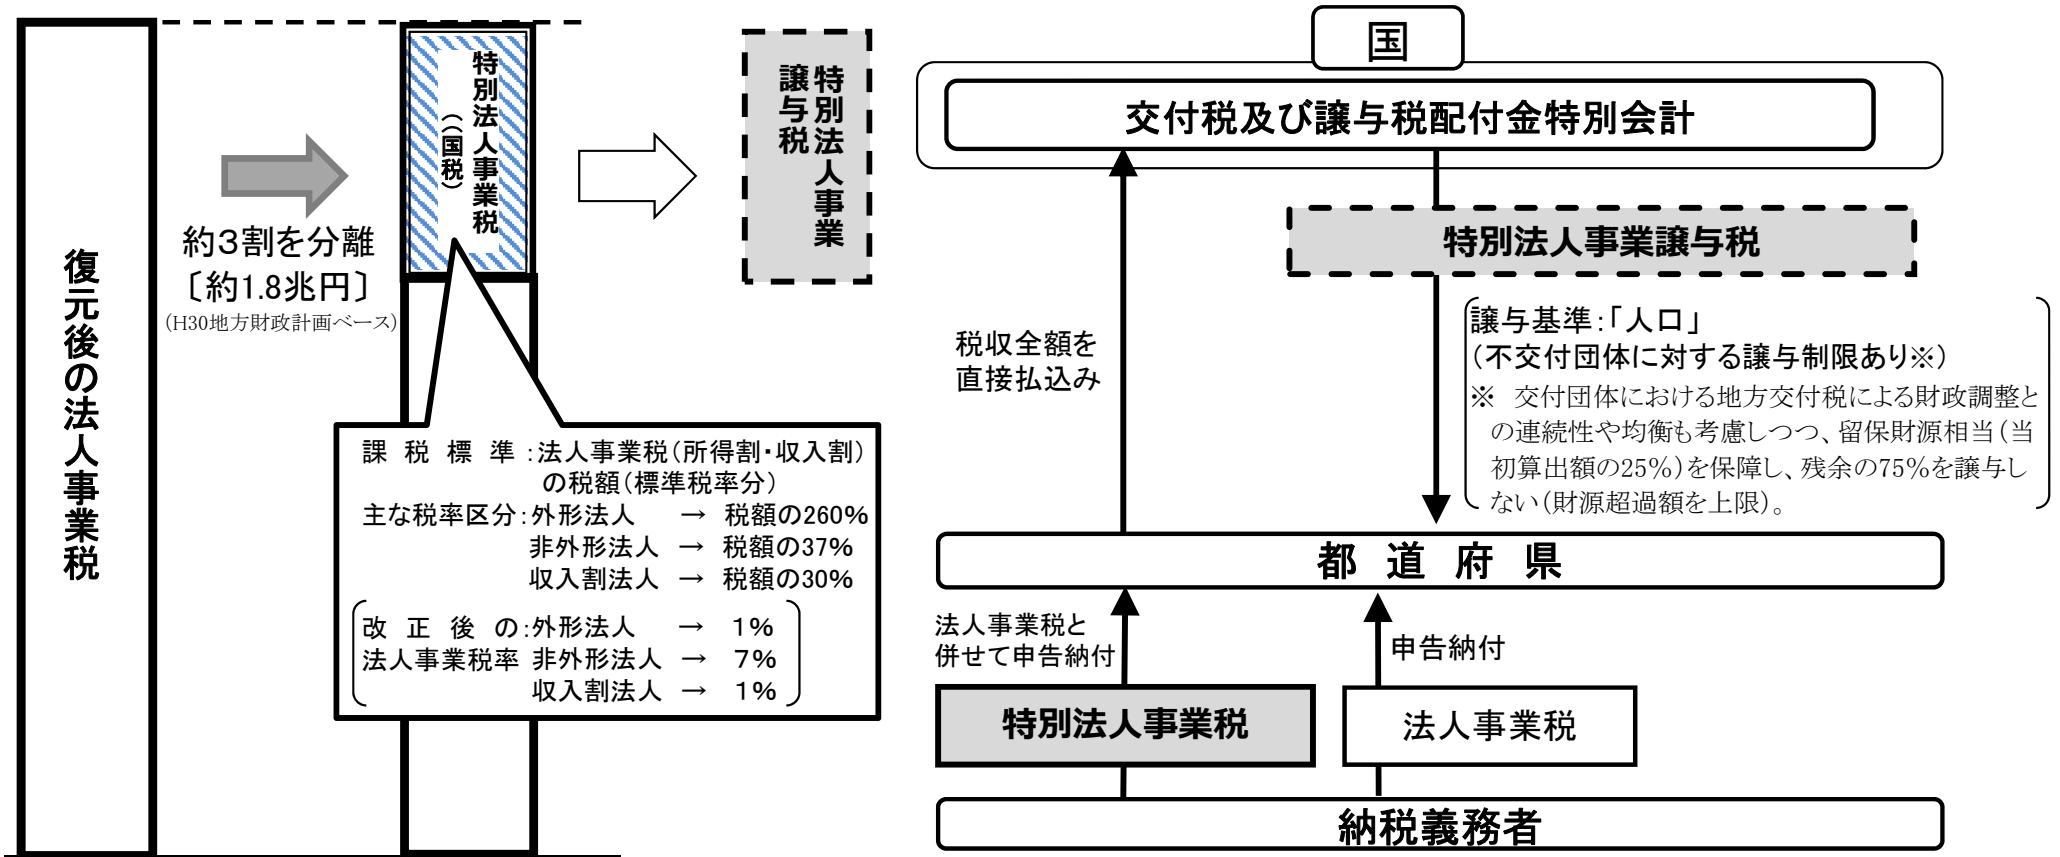 復元後の法人事業税
約３割を分離
〔約1.8兆円〕
(H30地方財政計画ベース)
特別法人事業税
（（国税）
特別法人事業
譲与税
課 税 標 準：法人事業税（所得割・収入割）
の税額（標準税率分）
主な税率区分：外形法人 → 税額の260%
非外形法人 → 税額の37%
収入割法人 → 税額の30%
改 正 後 の：外形法人 → １%
法人事業税率 非外形法人 → ７%
収入割法人 → １%
国
交付税及び譲与税配付金特別会計
特別法人事業譲与税
税収全額を
直接払込み
譲与基準：「人口」
（不交付団体に対する譲与制限あり※）
※ 交付団体における地方交付税による財政調整と
の連続性や均衡も考慮しつつ、留保財源相当（当
初算出額の25%）を保障し、残余の75%を譲与し
ない（財源超過額を上限）。
都 道 府 県
法人事業税と
併せて申告納付
申告納付
特別法人事業税
法人事業税
納税義務者